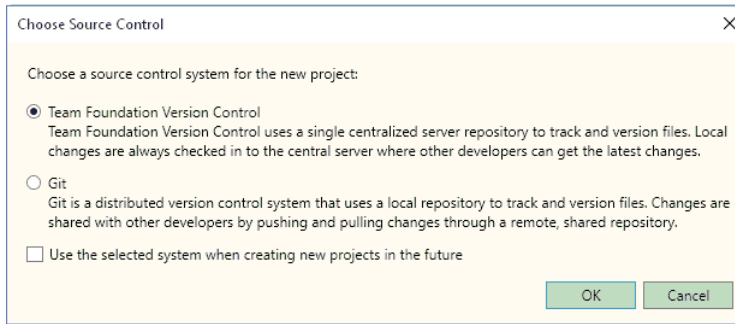 Choose Source Control
Choose a source control system for the new project:
Team Foundation Version Control
Team Foundation Version Control uses a single centralized server repository to track and version files. Local
changes are always checked in to the central server where other developers can get the latest changes.
Git
Git is a distributed version control system that uses a local repository to track and version files. Changes are
shared with other developers by pushing and pulling changes through a remote, shared repository.
Use the selected system when creating new projects in the future
OK Cancel